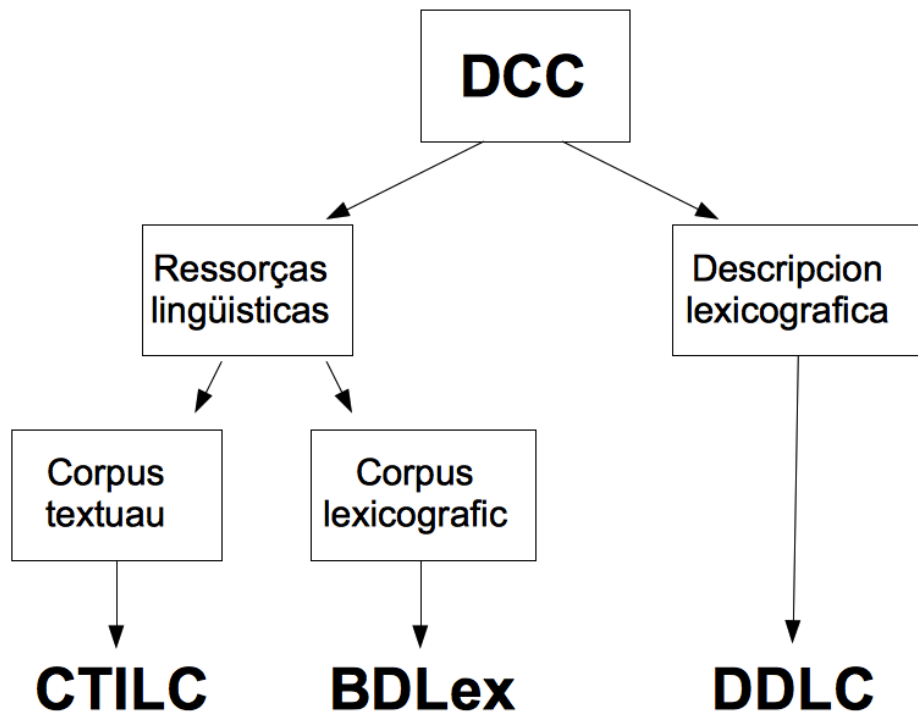 DCC
Ressorças
lingüisticas
Descripcion
lexicografica
Corpus
textuau
Corpus
lexicografic
CTILC
BDLex
DDLC